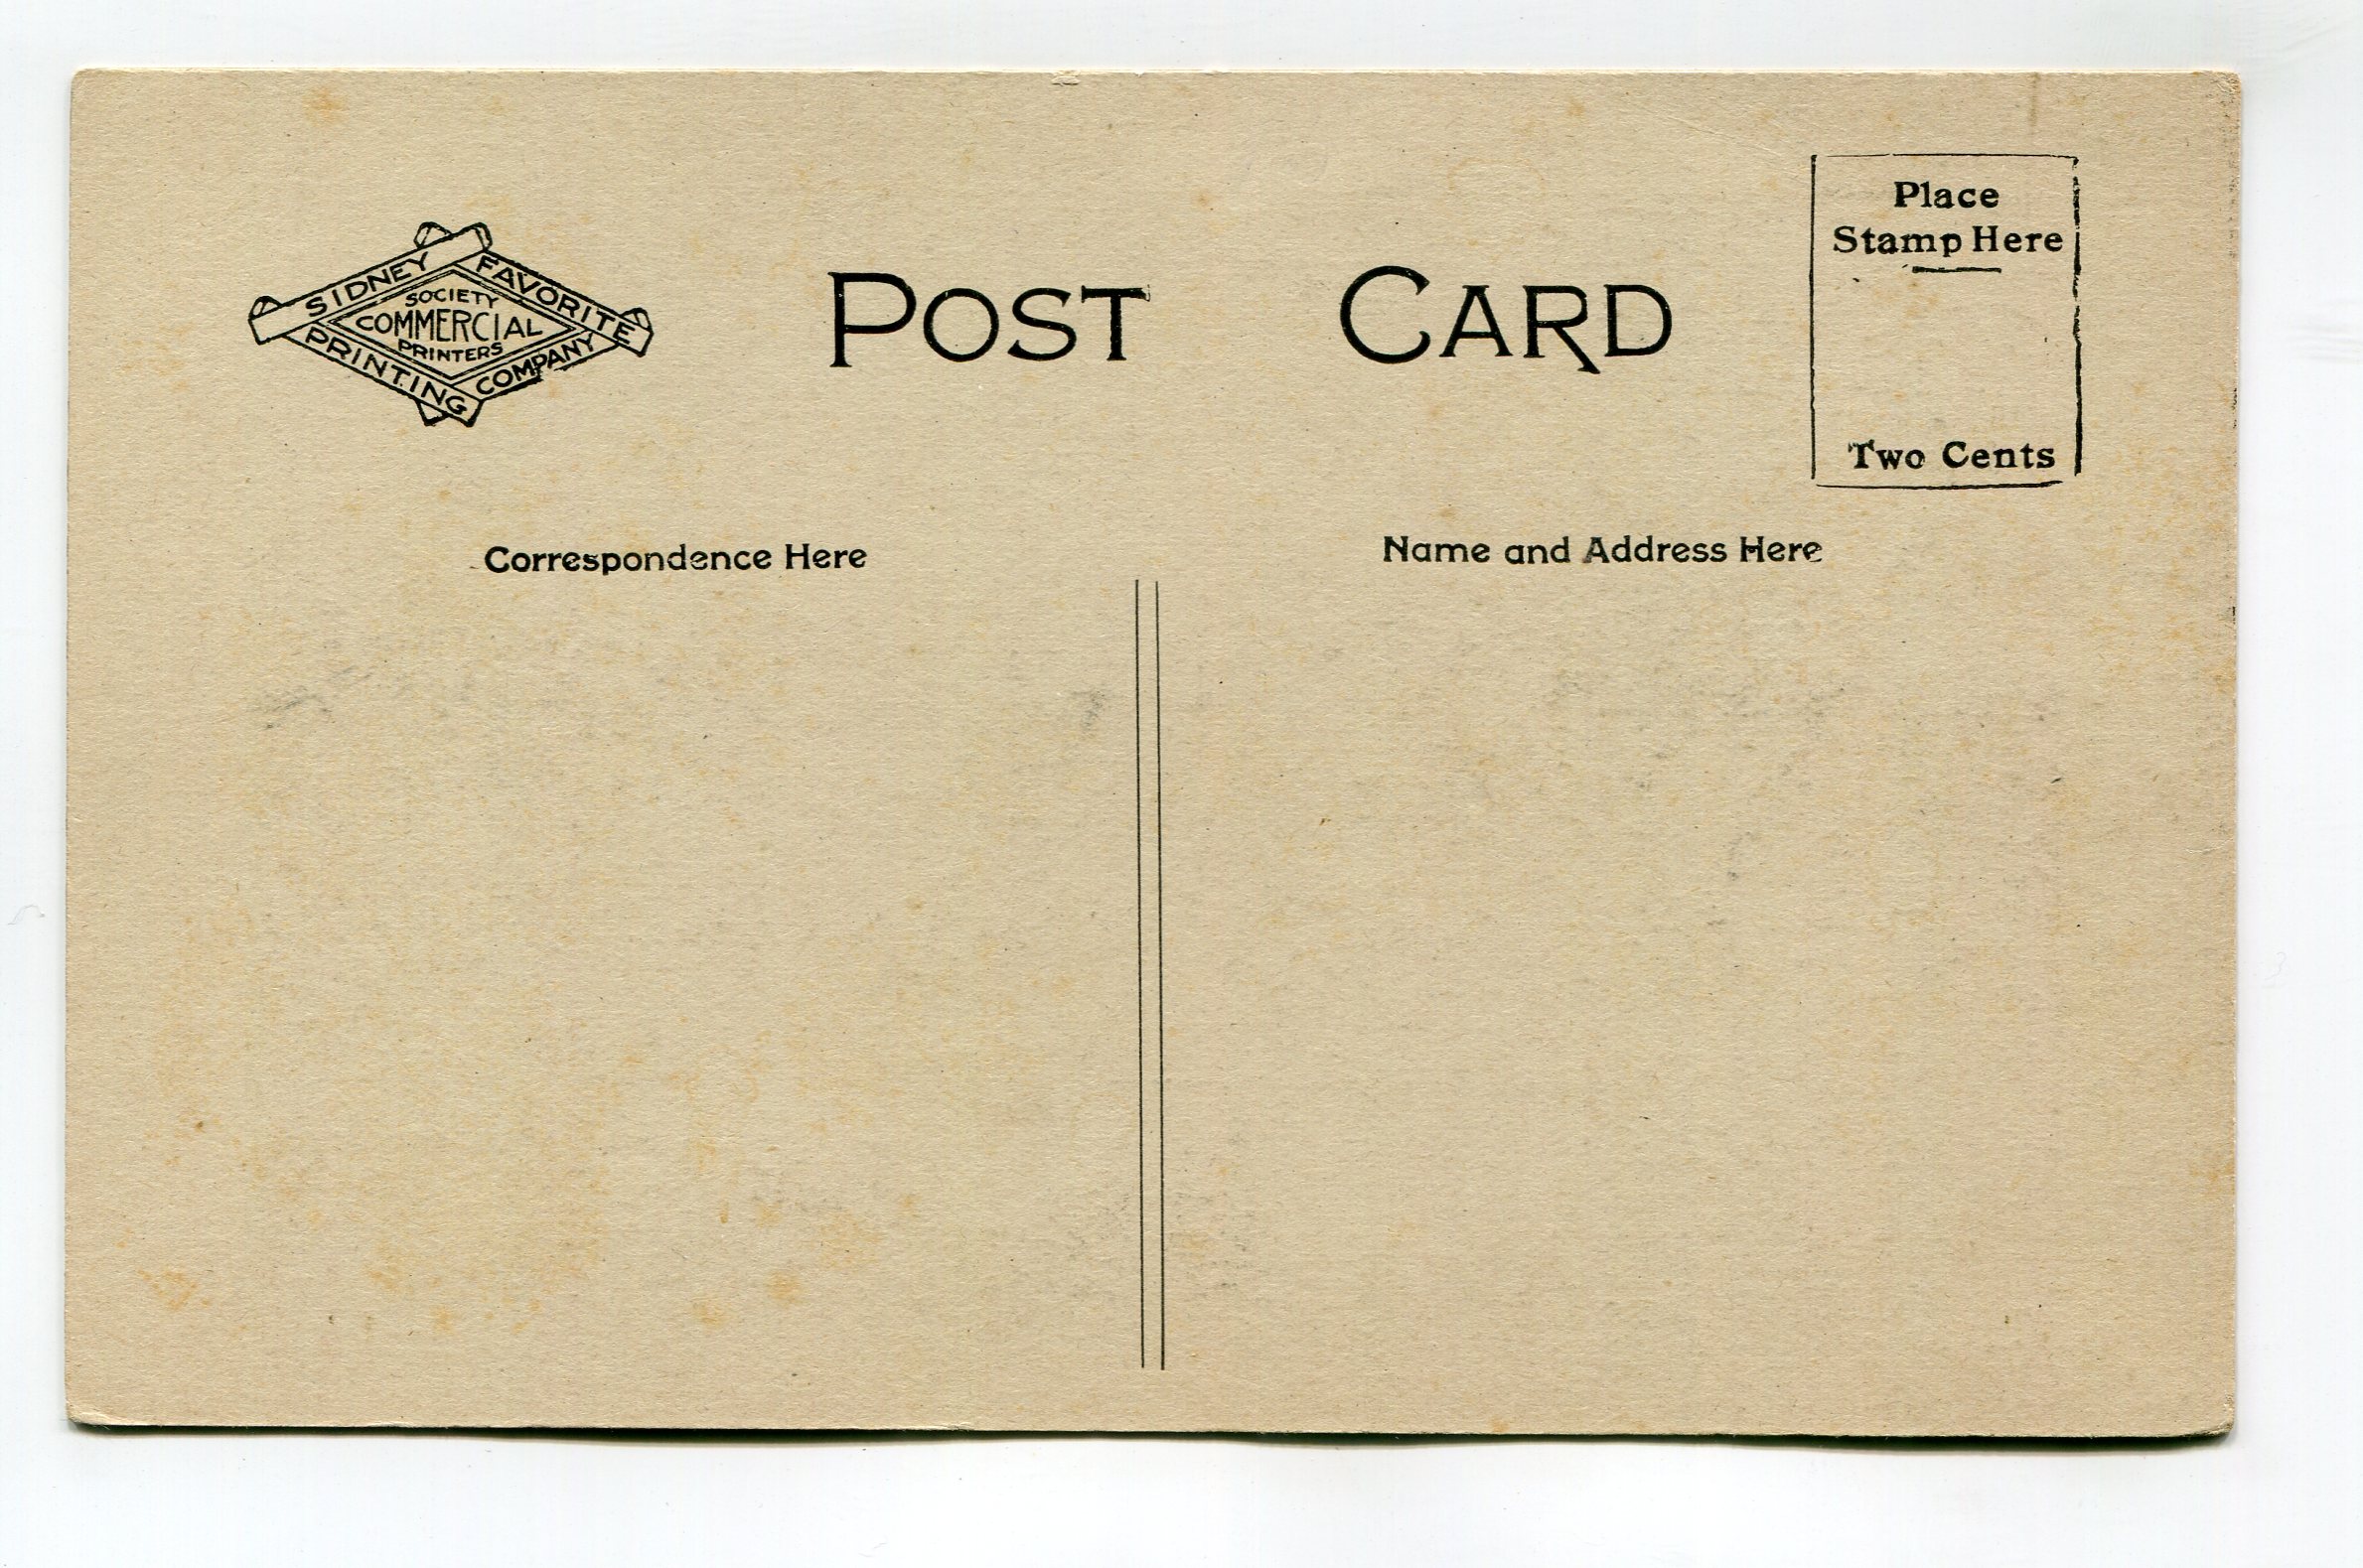 SIDNEY FAVORITE
PRINTING COMPANY
SOCIETY
COMMERCIAL
PRINTERS
POST CARD
Place
Stamp Here
Two Cents
Correspondence Here
Name and Address Here